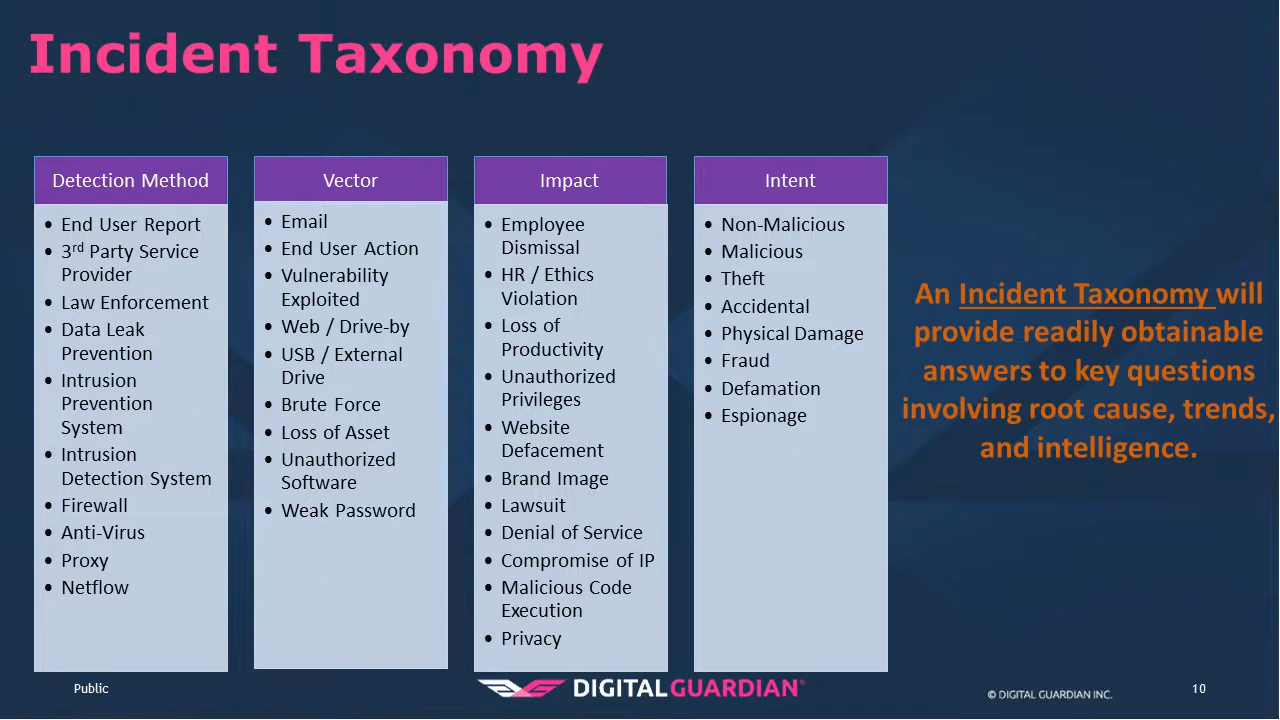 Incident Taxonomy
Detection Method
• End User Report
• 3rd Party Service
Provider
• Law Enforcement
• Data Leak
Prevention
• Intrusion
Prevention
System
• Intrusion
Detection System
• Firewall
• Anti-Virus
• Proxy
• Netflow
Vector
• Email
• End User Action
• Vulnerability
Exploited
• Web / Drive-by
• USB / External
Drive
• Brute Force
• Loss of Asset
• Unauthorized
Software
• Weak Password
Impact
• Employee
Dismissal
• HR / Ethics
Violation
• Loss of
Productivity
• Unauthorized
Privileges
• Website
Defacement
• Brand Image
• Lawsuit
• Denial of Service
• Compromise of IP
• Malicious Code
Execution
• Privacy
Intent
• Non-Malicious
• Malicious
• Theft
• Accidental
• Physical Damage
• Fraud
• Defamation
• Espionage
An Incident Taxonomy will
provide readily obtainable
answers to key questions
involving root cause, trends,
and intelligence.
Public
DIGITALGUARDIAN®
© DIGITAL GUARDIAN INC.
10